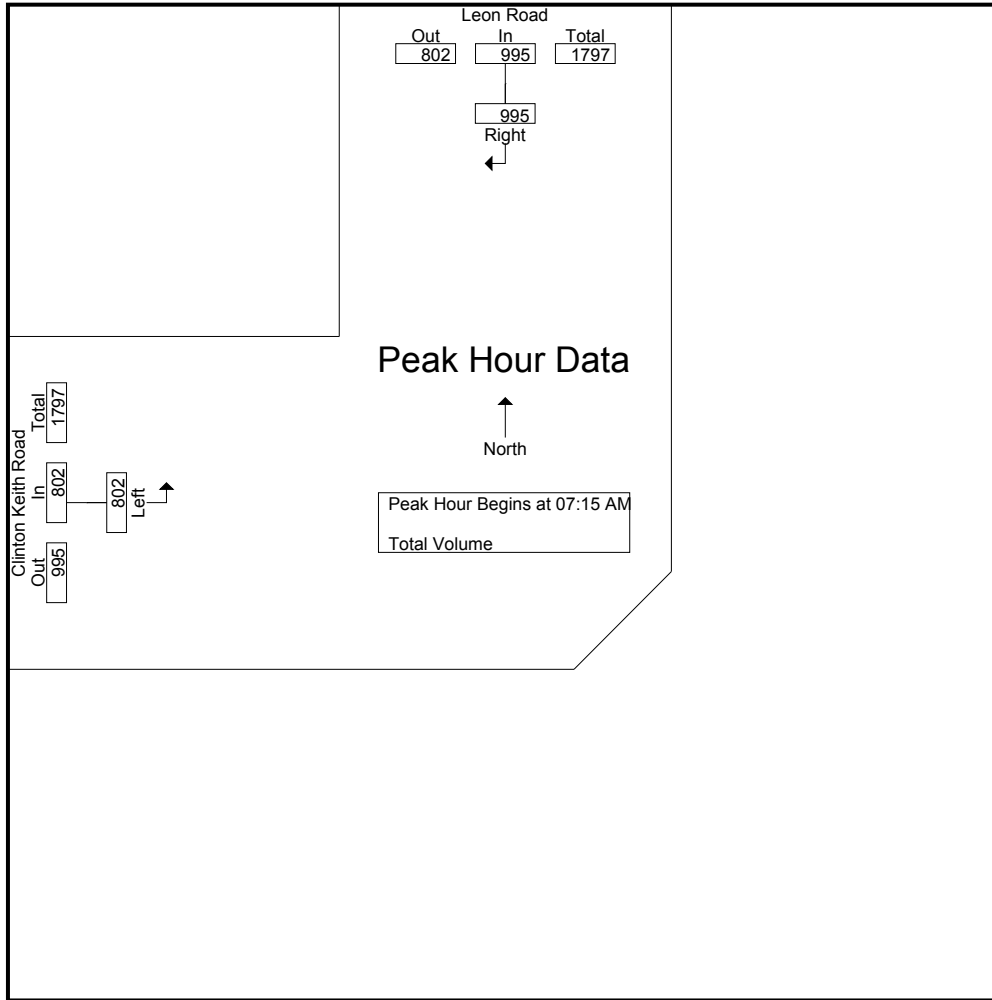 Leon Road
Out In Total
802 995 1797
995
Right
Peak Hour Data
North
Peak Hour Begins at 07:15 AM
Total Volume
Clinton Keith Road
Out In Total
995 802 1797
802
Left